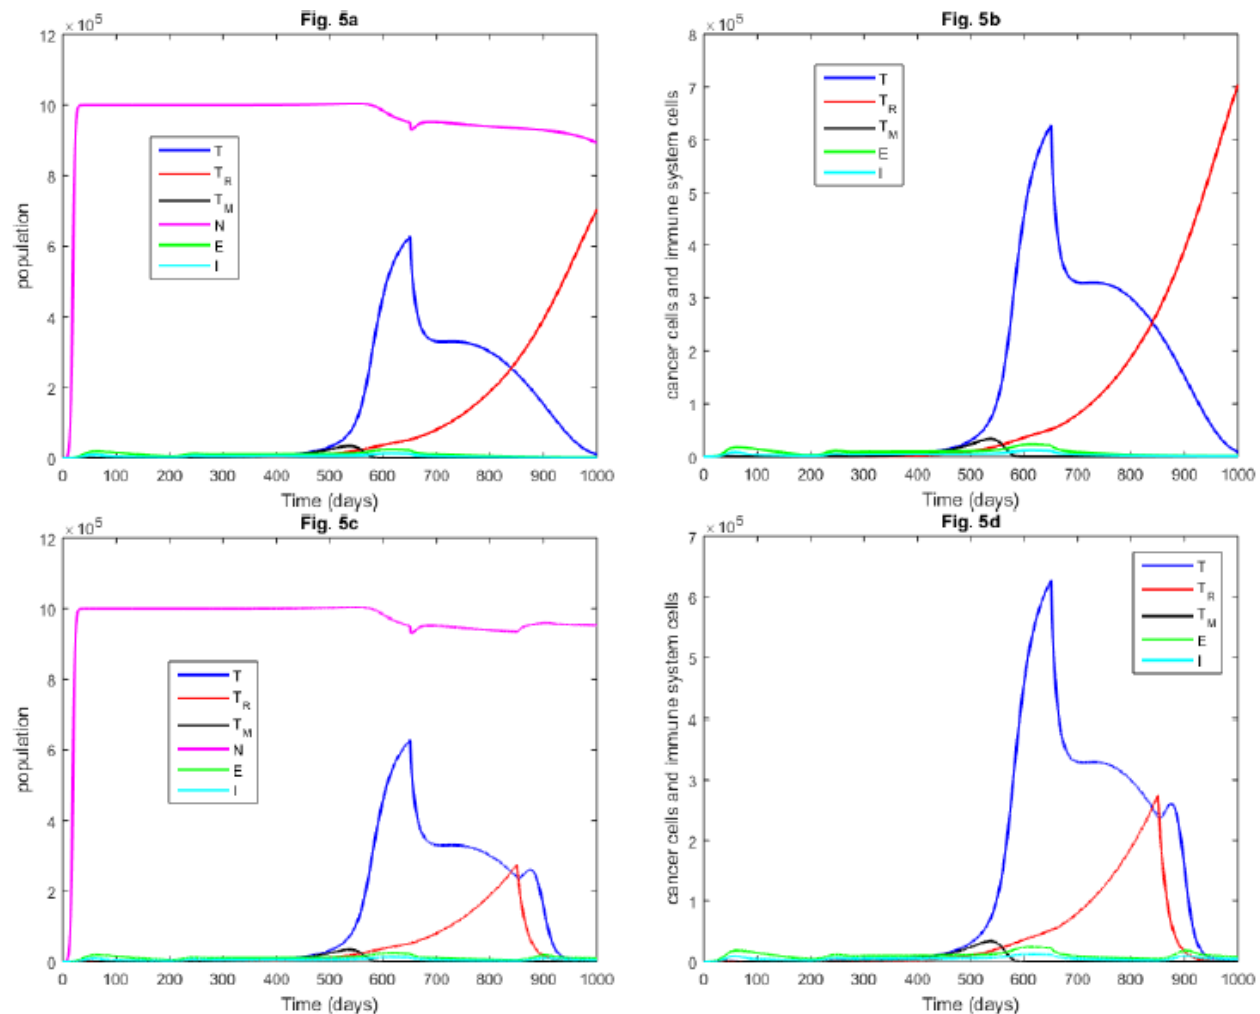 Fig. 5a
× 10^5
12
10
8
6
4
2
0
population
T
T_R
T_M
N
E
I
0 100 200 300 400 500 600 700 800 900 1000
Time (days)
Fig. 5b
× 10^5
8
7
6
5
4
3
2
1
0
cancer cells and immune system cells
T
T_R
T_M
E
I
0 100 200 300 400 500 600 700 800 900 1000
Time (days)
Fig. 5c
× 10^5
12
10
8
6
4
2
0
population
T
T_R
T_M
N
E
I
0 100 200 300 400 500 600 700 800 900 1000
Time (days)
Fig. 5d
× 10^5
7
6
5
4
3
2
1
0
cancer cells and immune system cells
T
T_R
T_M
E
I
0 100 200 300 400 500 600 700 800 900 1000
Time (days)